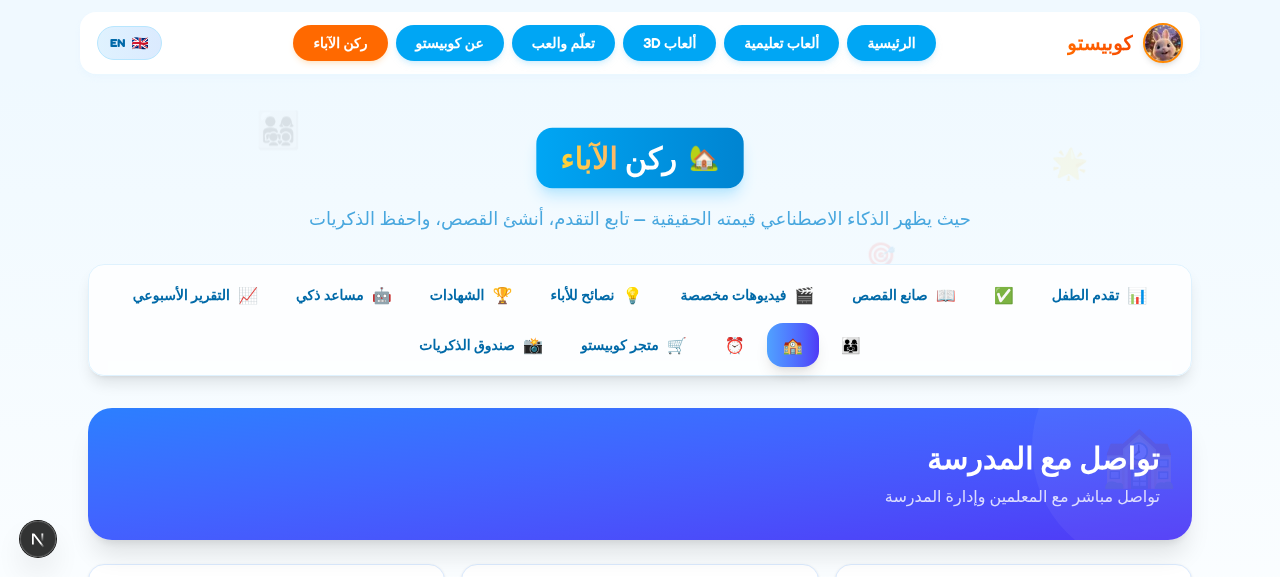 كوبيستو
الرئيسية
ألعاب تعليمية
ألعاب 3D
تعلّم والعب
عن كوبيستو
ركن الآباء
EN
ركن الآباء
حيث يظهر الذكاء الاصطناعي قيمته الحقيقية – تابع التقدم، أنشئ القصص، واحفظ الذكريات
تقدم الطفل
صانع القصص
فيديوهات مخصصة
نصائح للآباء
الشهادات
مساعد ذكي
التقرير الأسبوعي
متجر كوبيستو
صندوق الذكريات
تواصل مع المدرسة
تواصل مباشر مع المعلمين وإدارة المدرسة
N